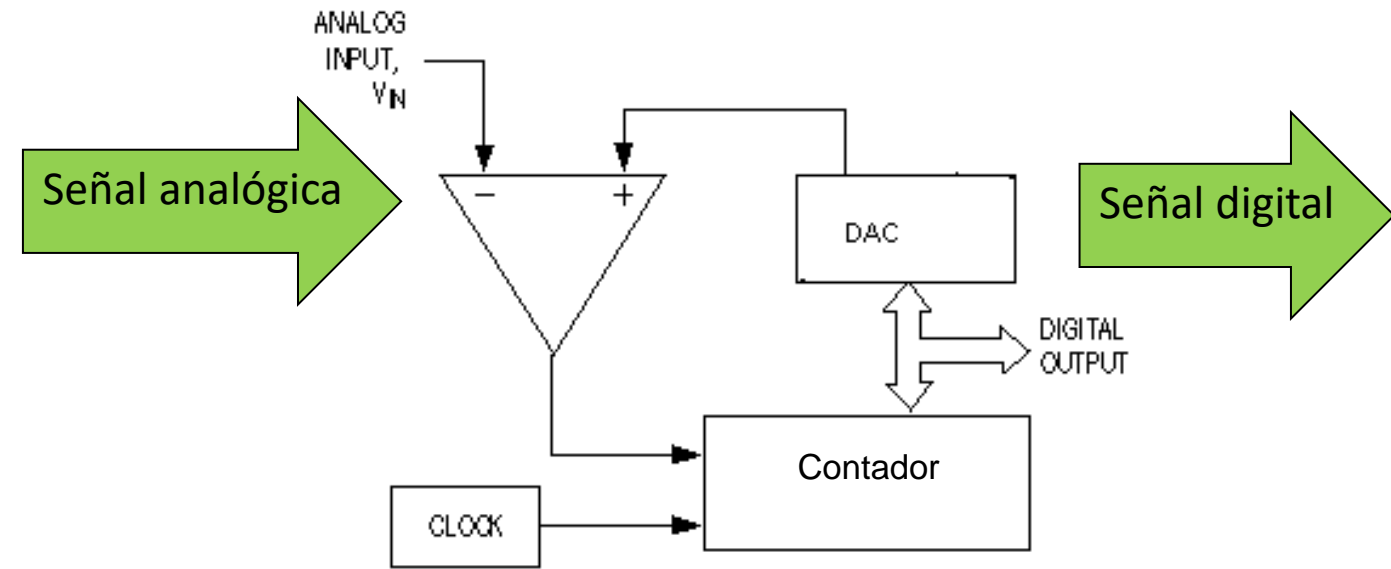 ANALOG
INPUT,
VIN
Señal analógica
Señal digital
−
+
DAC
DIGITAL
OUTPUT
Contador
CLOCK